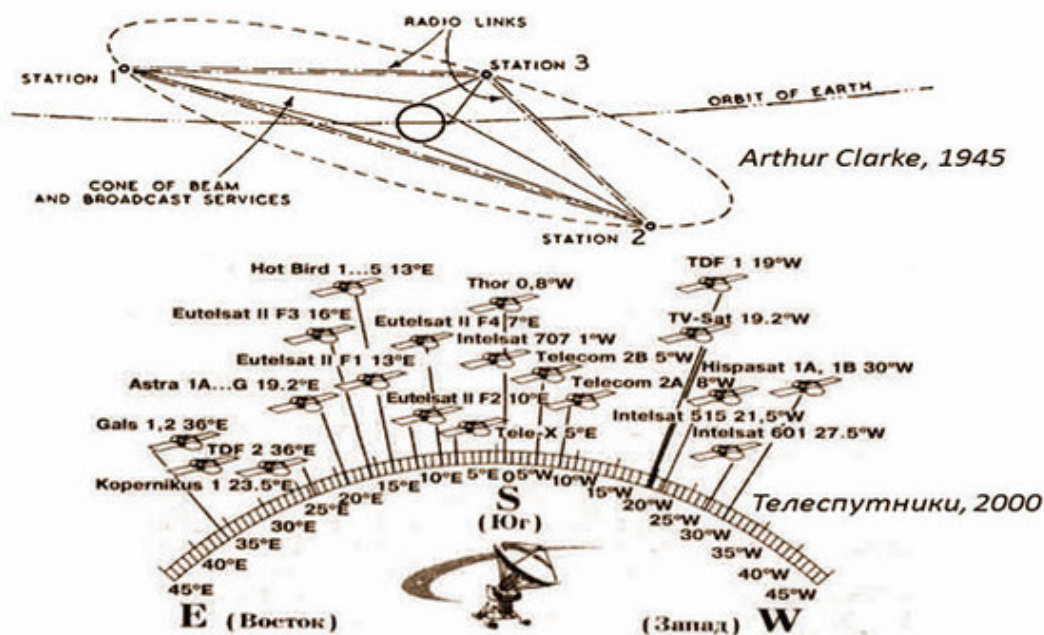 RADIO LINKS
STATION 1
STATION 3
ORBIT OF EARTH
Arthur Clarke, 1945
CONE OF BEAM
AND BROADCAST SERVICES
STATION 2
Hot Bird 1...5 13°E
TDF 1 19°W
Thor 0,8°W
Eutelsat II F3 16°E
Eutelsat II F4 7°E
TV-Sat 19.2°W
Intelsat 707 1°W
Eutelsat II F1 13°E
Telecom 2B 5°W
Hispasat 1A, 1B 30°W
Astra 1A...G 19.2°E
Telecom 2A 8°W
Eutelsat II F2 10°E
Intelsat 515 21,5°W
Gals 1,2 36°E
Tele-X 5°E
Intelsat 601 27.5°W
TDF 2 36°E
Kopernikus 1 23.5°E
45°E 40°E 35°E 30°E 25°E 20°E 15°E 10°E 5°E 0 5°W 10°W 15°W 20°W 25°W 30°W 35°W 40°W 45°W
S
(Юг)
Телеспутники, 2000
E (Восток)
(Запад) W